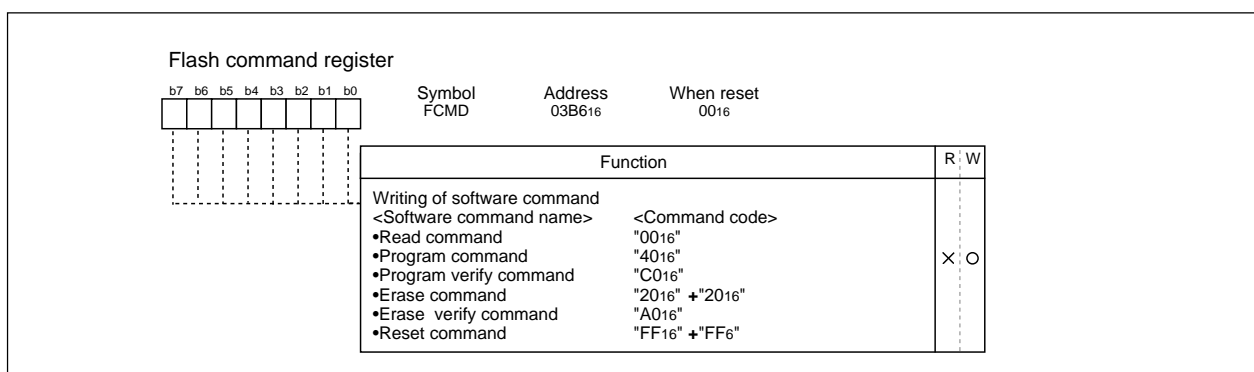 Flash command register
b7 b6 b5 b4 b3 b2 b1 b0
Symbol Address When reset
FCMD 03B616 0016
Function R W
Writing of software command
<Software command name> <Command code>
•Read command "0016"
•Program command "4016"
•Program verify command "C016"
•Erase command "2016" +"2016"
•Erase verify command "A016"
•Reset command "FF16" +"FF6"
× ○